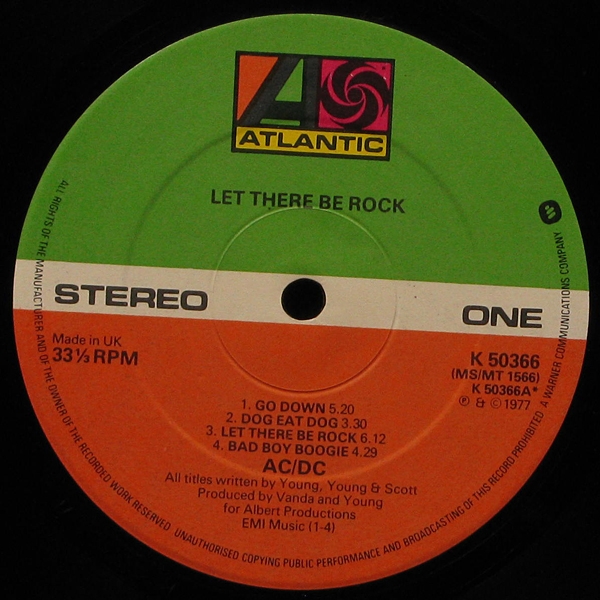 A
ATLANTIC
LET THERE BE ROCK
STEREO
ONE
Made in UK
33⅓ RPM
K 50366
(MS/MT 1566)
K 50366A*
Ⓟ & © 1977
1. GO DOWN 5.20
2. DOG EAT DOG 3.30
3. LET THERE BE ROCK 6.12
4. BAD BOY BOOGIE 4.29
AC/DC
All titles written by Young, Young & Scott
Produced by Vanda and Young
for Albert Productions
EMI Music (1-4)
ALL RIGHTS OF THE MANUFACTURER AND OF THE OWNER OF THE RECORDED WORK RESERVED UNAUTHORISED COPYING PUBLIC PERFORMANCE AND BROADCASTING OF THIS RECORD PROHIBITED A WARNER COMMUNICATIONS COMPANY